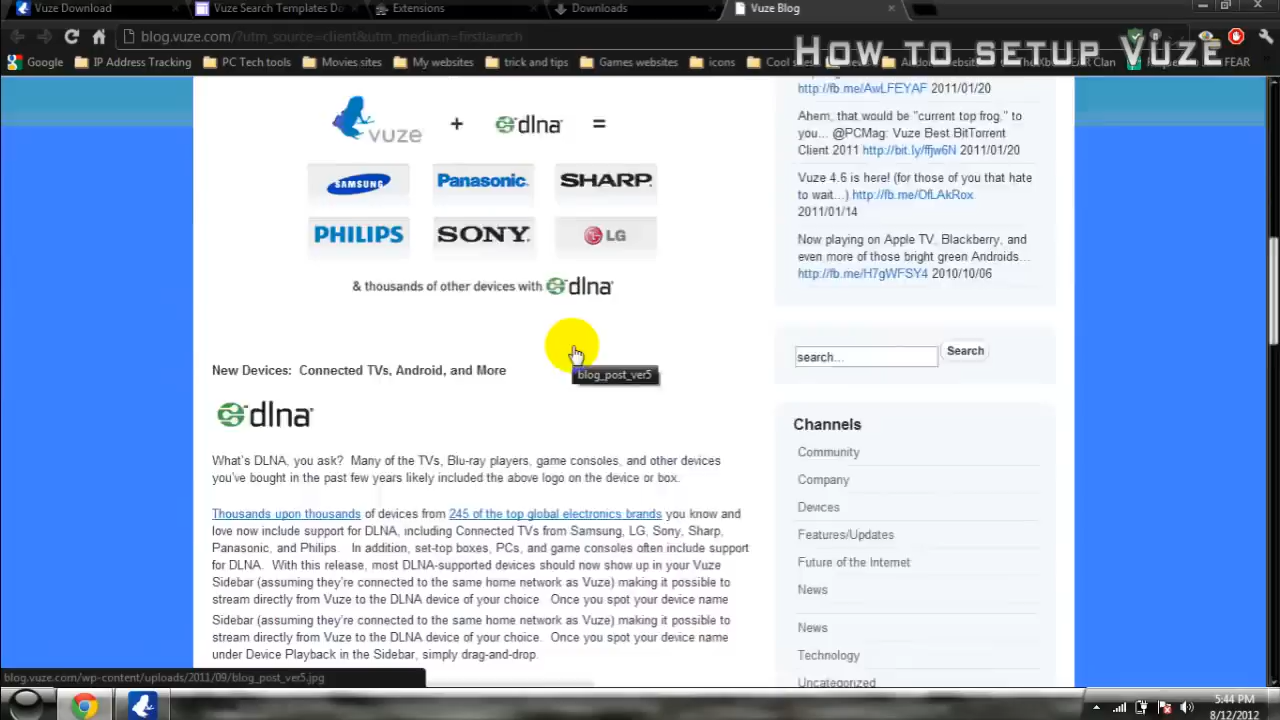 Vuze Download
Vuze Search Templates Do
Extensions
Downloads
Vuze Blog
blog.vuze.com/?utm_source=client&utm_medium=firstlaunch
How to setup Vuze
Google
IP Address Tracking
PC Tech tools
Movies sites
My websites
trick and tips
Games websites
icons
Cool s
FEAR
vuze + dlna =
SAMSUNG Panasonic SHARP
PHILIPS SONY LG
& thousands of other devices with dlna
blog_post_ver5
New Devices: Connected TVs, Android, and More
dlna
What's DLNA, you ask? Many of the TVs, Blu-ray players, game consoles, and other devices
you've bought in the past few years likely included the above logo on the device or box.
Thousands upon thousands of devices from 245 of the top global electronics brands you know and
love now include support for DLNA, including Connected TVs from Samsung, LG, Sony, Sharp,
Panasonic, and Philips. In addition, set-top boxes, PCs, and game consoles often include support
for DLNA. With this release, most DLNA-supported devices should now show up in your Vuze
Sidebar (assuming they're connected to the same home network as Vuze) making it possible to
stream directly from Vuze to the DLNA device of your choice Once you spot your device name
Sidebar (assuming they're connected to the same home network as Vuze) making it possible to
stream directly from Vuze to the DLNA device of your choice. Once you spot your device name
under Device Playback in the Sidebar, simply drag-and-drop.
http://fb.me/AwLFEYAF 2011/01/20
Ahem, that would be "current top frog," to
you... @PCMag: Vuze Best BitTorrent
Client 2011 http://bit.ly/ffjw6N 2011/01/20
Vuze 4.6 is here! (for those of you that hate
to wait...) http://fb.me/OfLAkRox
2011/01/14
Now playing on Apple TV, Blackberry, and
even more of those bright green Androids...
http://fb.me/H7gWFSY4 2010/10/06
search...
Search
Channels
Community
Company
Devices
Features/Updates
Future of the Internet
News
News
Technology
Uncategorized
blog.vuze.com/wp-content/uploads/2011/09/blog_post_ver5.jpg
5:44 PM
8/12/2012